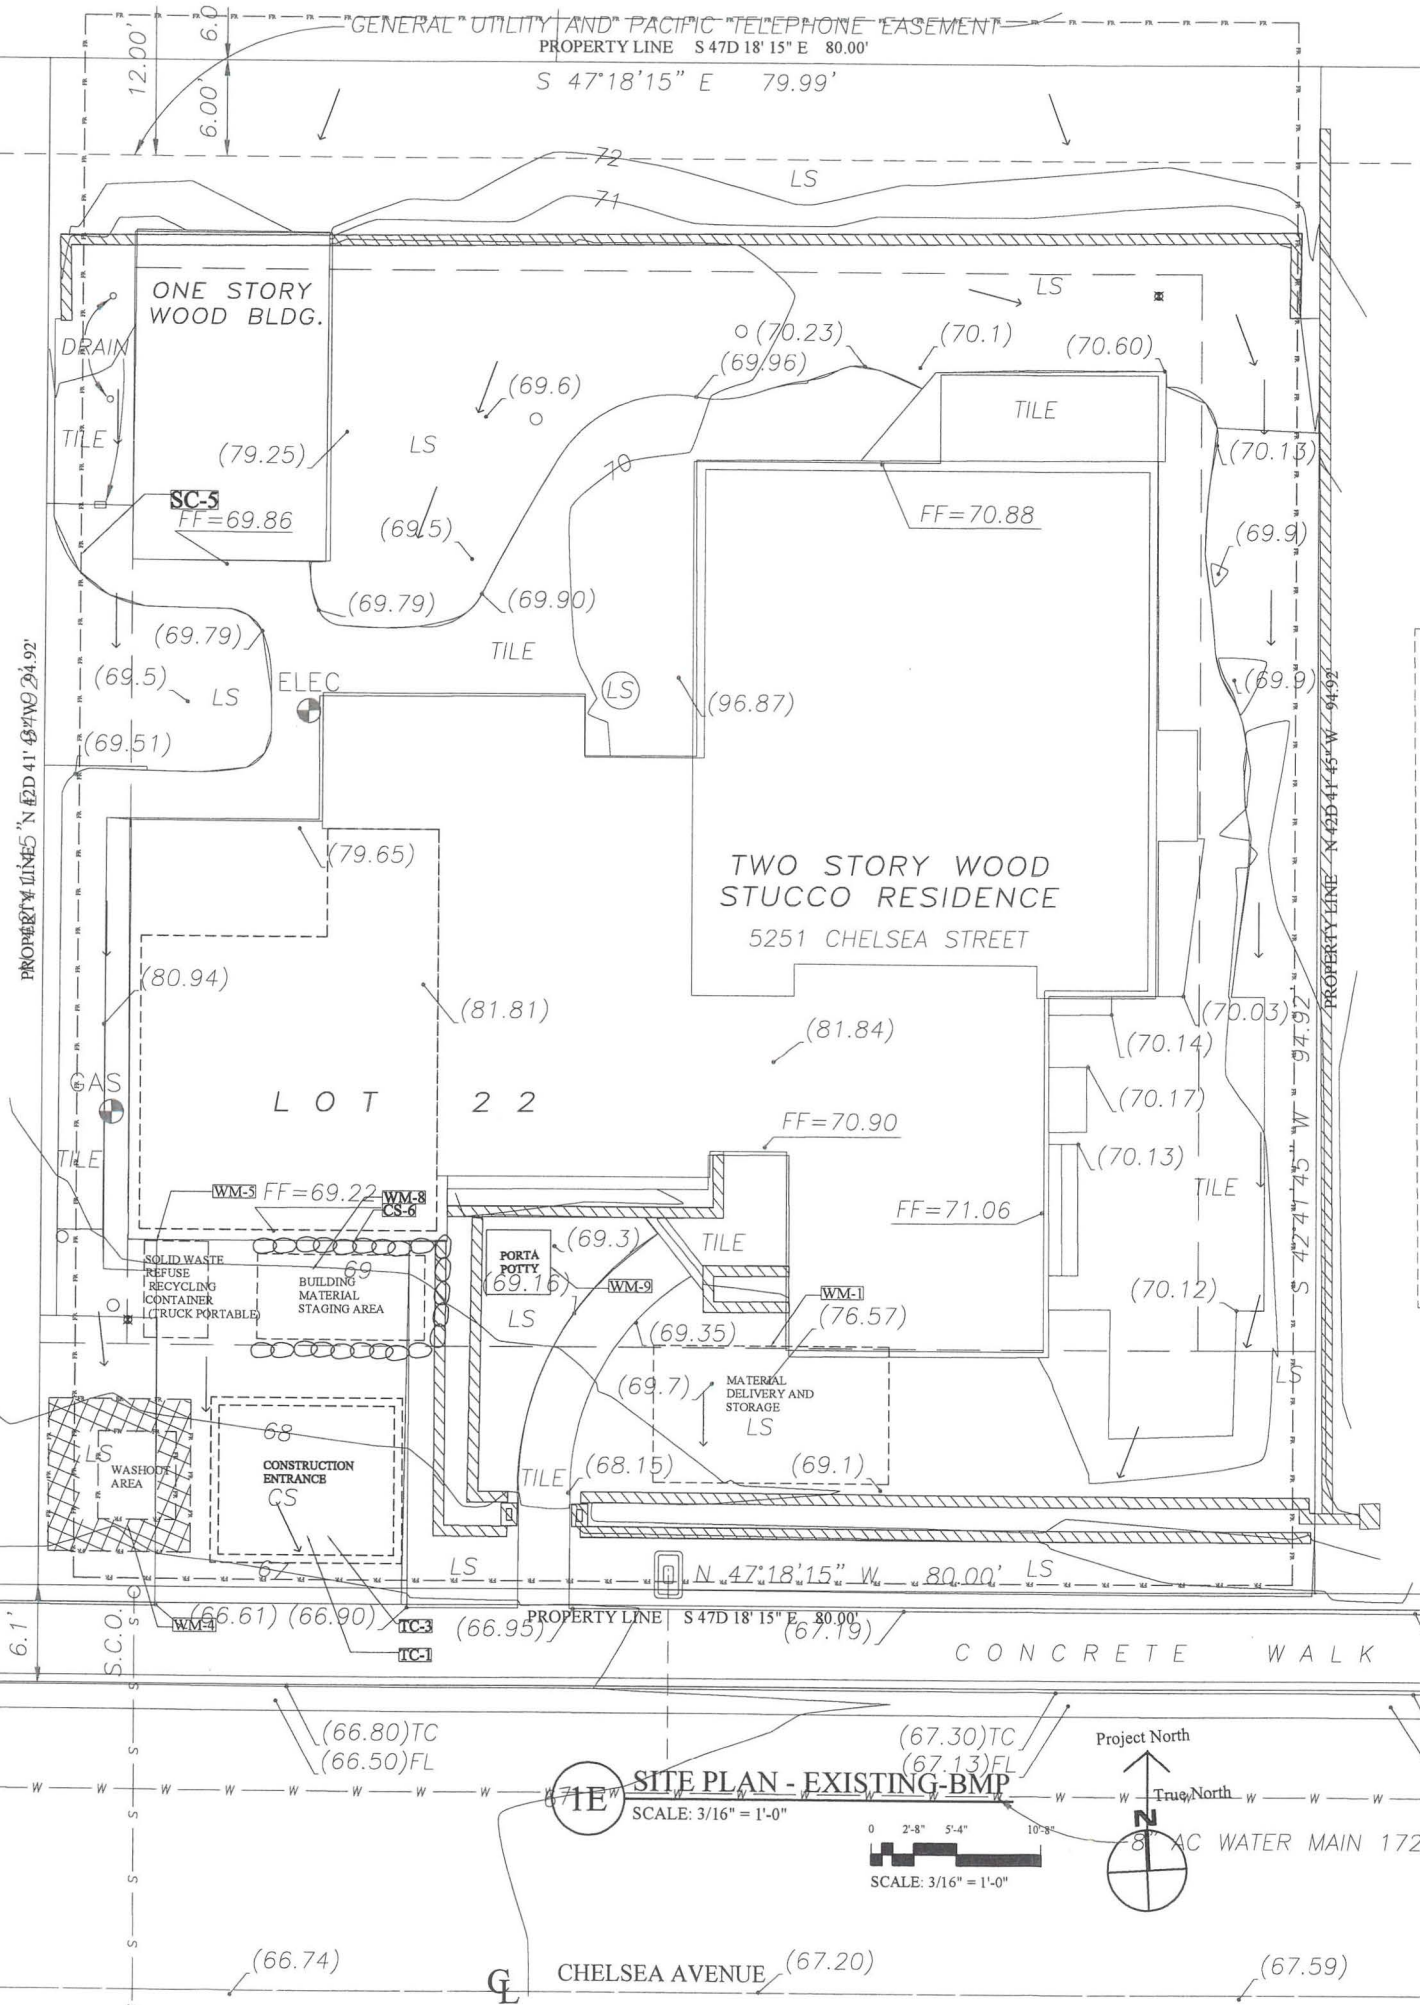 GENERAL UTILITY AND PACIFIC TELEPHONE EASEMENT
PROPERTY LINE S 47D 18' 15" E 80.00'
S 47°18'15" E 79.99'
12.00'
6.0
6.00'
72
LS
71
ONE STORY
WOOD BLDG.
LS
DRAIN
(70.23)
(70.1)
(70.60)
(69.96)
(69.6)
TILE
TILE
LS
(79.25)
(70.13)
70
SC-5
FF=69.86
FF=70.88
(69.5)
(69.9)
(69.79)
(69.90)
(69.79)
TILE
(69.5)
LS
ELEC
LS
(96.87)
(69.9)
(69.51)
PROPERTY LINE N 42D 41' 45" W 94.92'
PROPERTY LINE N 42D 41' 45" W 94.92'
(79.65)
TWO STORY WOOD
STUCCO RESIDENCE
5251 CHELSEA STREET
(80.94)
(81.81)
(70.03)
(81.84)
(70.14)
S 42°41'45 W 94.92
GAS
LOT 22
(70.17)
FF=70.90
TILE
(70.13)
WM-5
FF=69.22
WM-8
CS-6
TILE
FF=71.06
(69.3)
TILE
PORTA
POTTY
SOLID WASTE
REFUSE
RECYCLING
CONTAINER
(TRUCK PORTABLE)
69
BUILDING
MATERIAL
STAGING AREA
(69.16)
WM-9
WM-1
(70.12)
LS
(69.35)
(76.57)
(69.7)
MATERIAL
DELIVERY AND
STORAGE
LS
LS
68
LS
WASHOUT
AREA
CONSTRUCTION
ENTRANCE
CS
TILE
(68.15)
(69.1)
67
LS
N 47°18'15" W 80.00'
LS
6.1'
S.C.O.
WM-4
(66.61)
(66.90)
TC-3
TC-1
(66.95)
PROPERTY LINE S 47D 18' 15" E 80.00'
(67.19)
CONCRETE WALK
(66.80)TC
(66.50)FL
(67.30)TC
(67.13)FL
Project North
True North
N
67
1E
SITE PLAN - EXISTING-BMP
SCALE: 3/16" = 1'-0"
0 2'-8" 5'-4" 10'-8"
SCALE: 3/16" = 1'-0"
8" AC WATER MAIN 172
(66.74)
CL
CHELSEA AVENUE
(67.20)
(67.59)